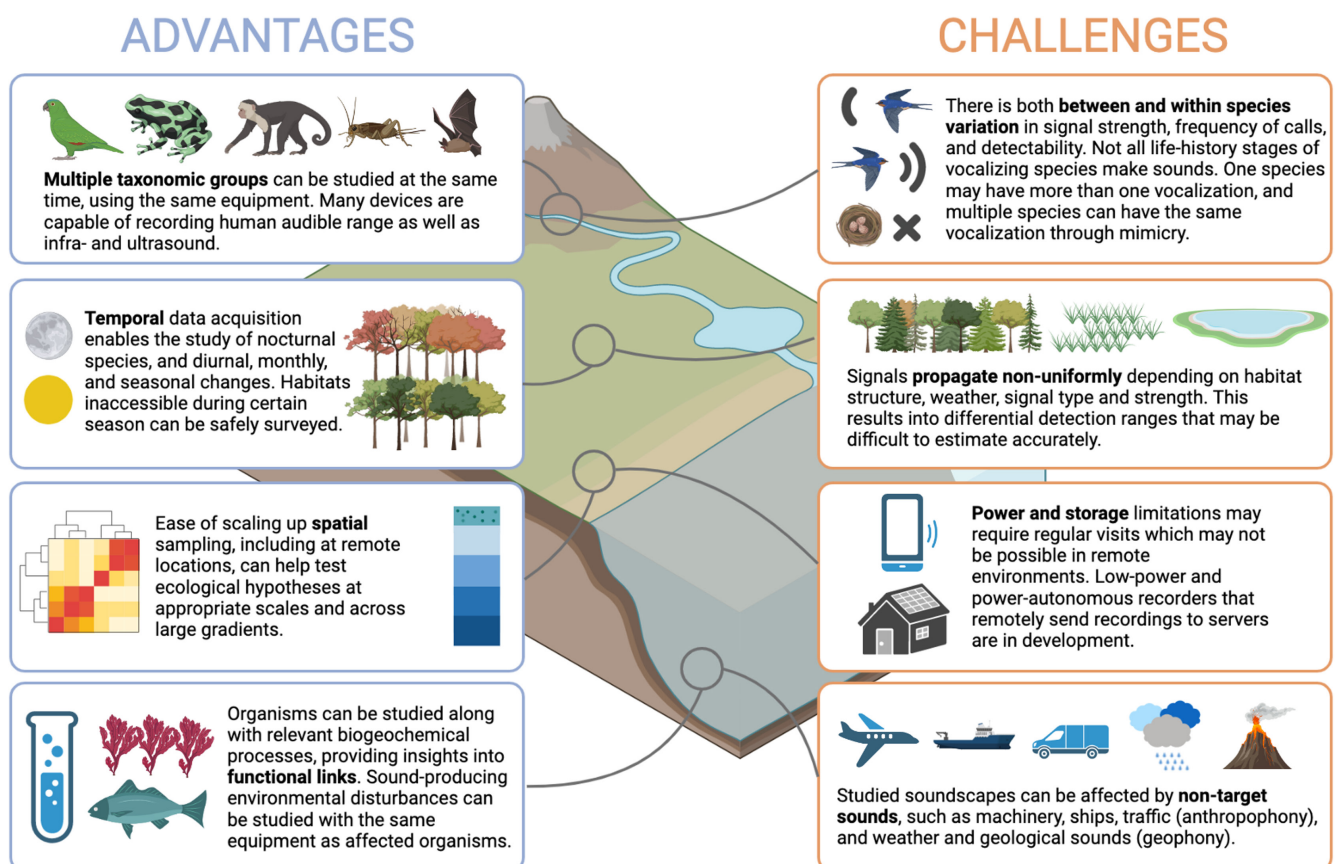 ADVANTAGES
CHALLENGES
Multiple taxonomic groups can be studied at the same
time, using the same equipment. Many devices are
capable of recording human audible range as well as
infra- and ultrasound.
There is both between and within species
variation in signal strength, frequency of calls,
and detectability. Not all life-history stages of
vocalizing species make sounds. One species
may have more than one vocalization, and
multiple species can have the same
vocalization through mimicry.
Temporal data acquisition
enables the study of nocturnal
species, and diurnal, monthly,
and seasonal changes. Habitats
inaccessible during certain
season can be safely surveyed.
Signals propagate non-uniformly depending on habitat
structure, weather, signal type and strength. This
results into differential detection ranges that may be
difficult to estimate accurately.
Ease of scaling up spatial
sampling, including at remote
locations, can help test
ecological hypotheses at
appropriate scales and across
large gradients.
Power and storage limitations may
require regular visits which may not
be possible in remote
environments. Low-power and
power-autonomous recorders that
remotely send recordings to servers
are in development.
Organisms can be studied along
with relevant biogeochemical
processes, providing insights into
functional links. Sound-producing
environmental disturbances can
be studied with the same
equipment as affected organisms.
Studied soundscapes can be affected by non-target
sounds, such as machinery, ships, traffic (anthropophony),
and weather and geological sounds (geophony).